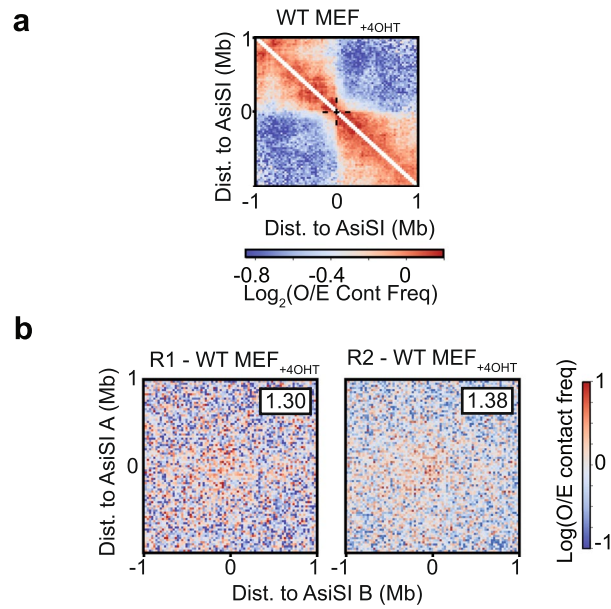 a
WT MEF+4OHT
1
0
Dist. to AsiSI (Mb)
-1 0 1
Dist. to AsiSI (Mb)
-0.8 -0.4 0
Log2(O/E Cont Freq)
b
R1 - WT MEF+4OHT R2 - WT MEF+4OHT
1
0
Dist. to AsiSI A (Mb)
1.30 1.38
-1 0 1 -1 0 1
Dist. to AsiSI B (Mb)
1
0
-1
Log(O/E contact freq)